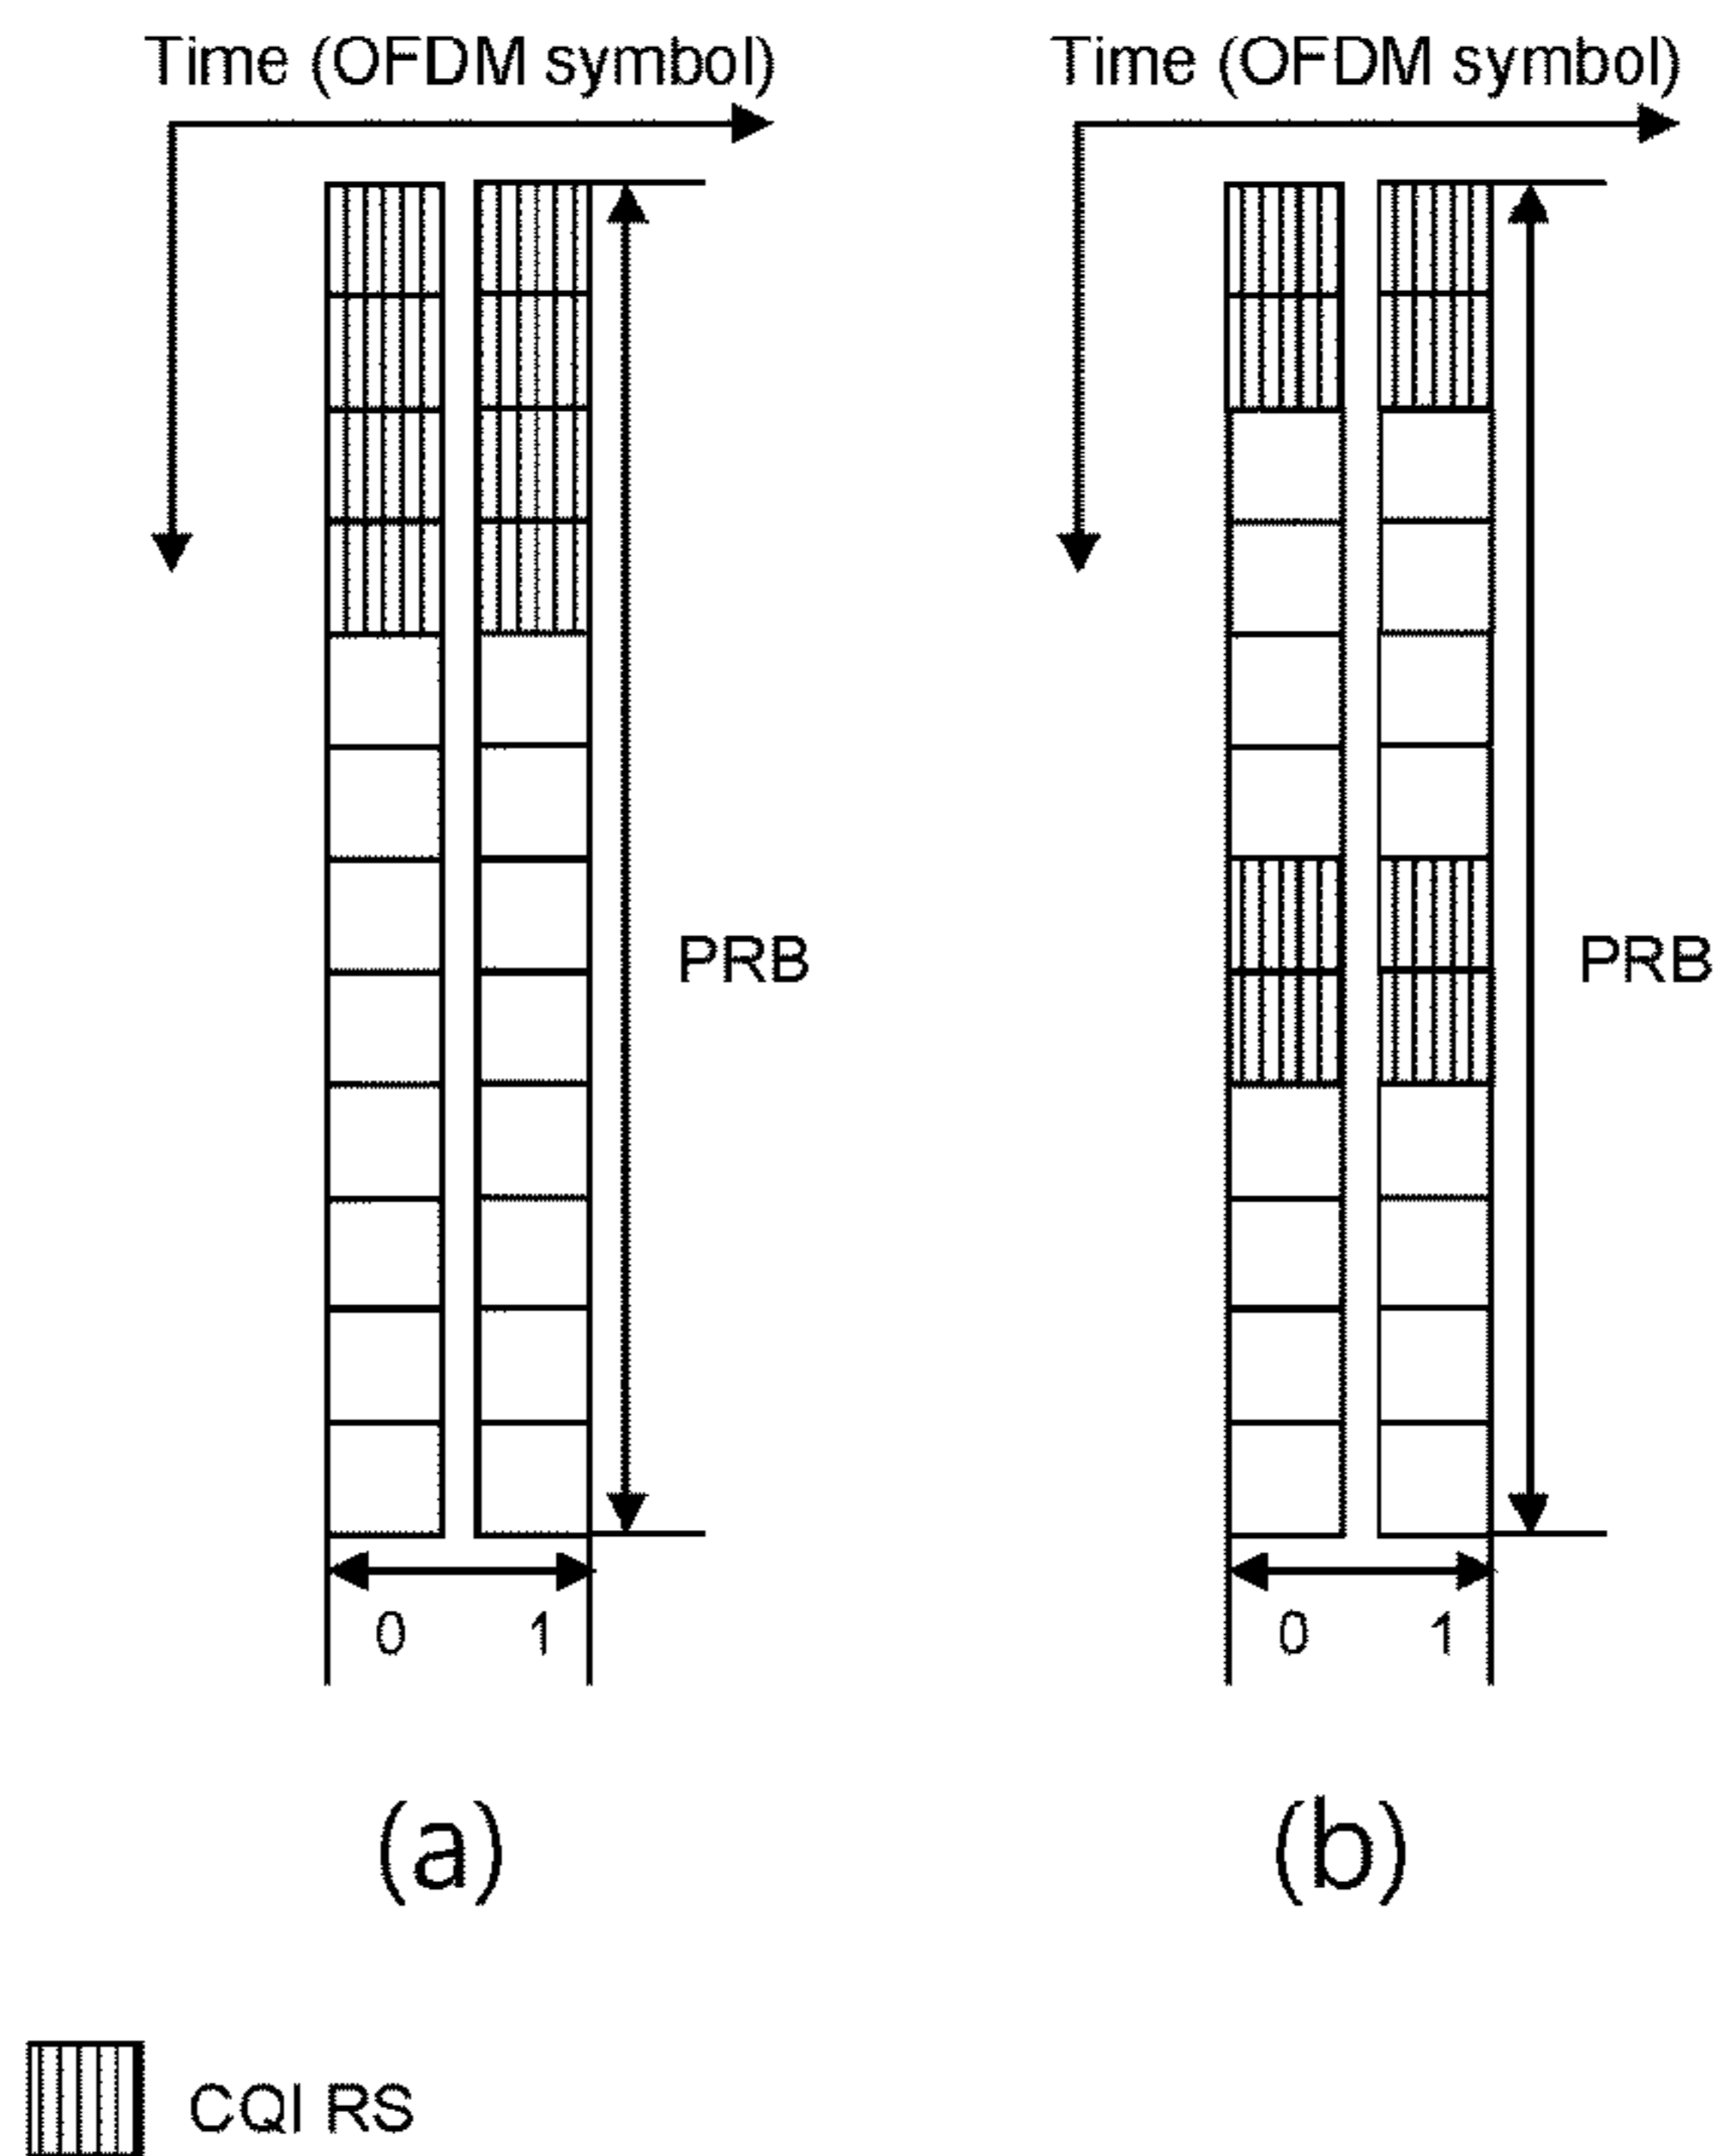 Time (OFDM symbol)
Time (OFDM symbol)
PRB
PRB
0 1
0 1
(a)
(b)
CQI RS